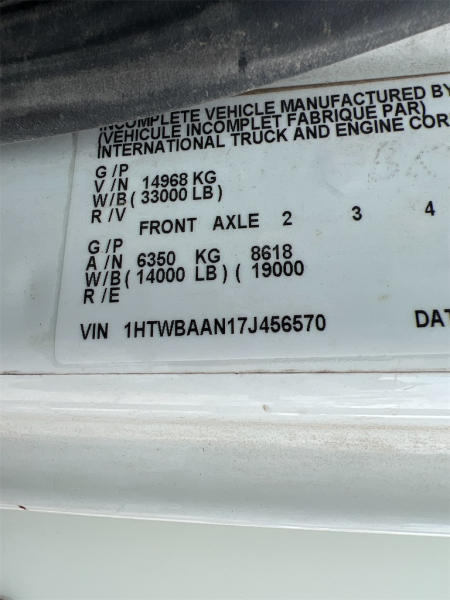 INCOMPLETE VEHICLE MANUFACTURED BY
(VEHICULE INCOMPLET FABRIQUE PAR)
INTERNATIONAL TRUCK AND ENGINE COR
G/P
V/N 14968 KG
W/B (33000 LB)
R/V
FRONT AXLE 2 3 4
G/P
A/N 6350 KG 8618
W/B (14000 LB) ( 19000
R/E
VIN 1HTWBAAN17J456570 DAT